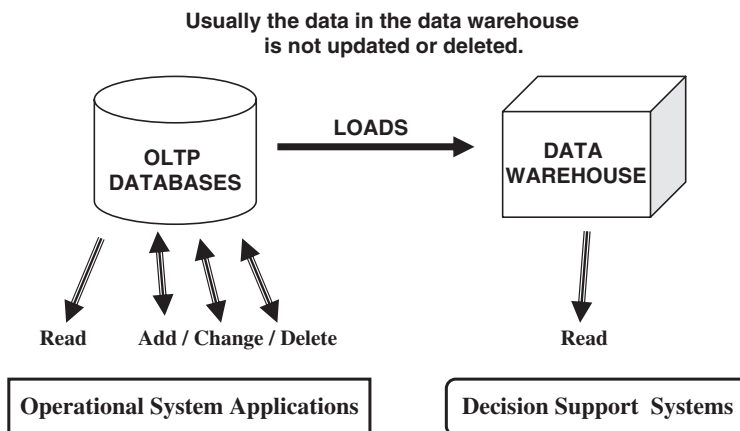 Usually the data in the data warehouse
is not updated or deleted.
LOADS
OLTP
DATABASES
DATA
WAREHOUSE
Read
Add / Change / Delete
Read
Operational System Applications
Decision Support Systems